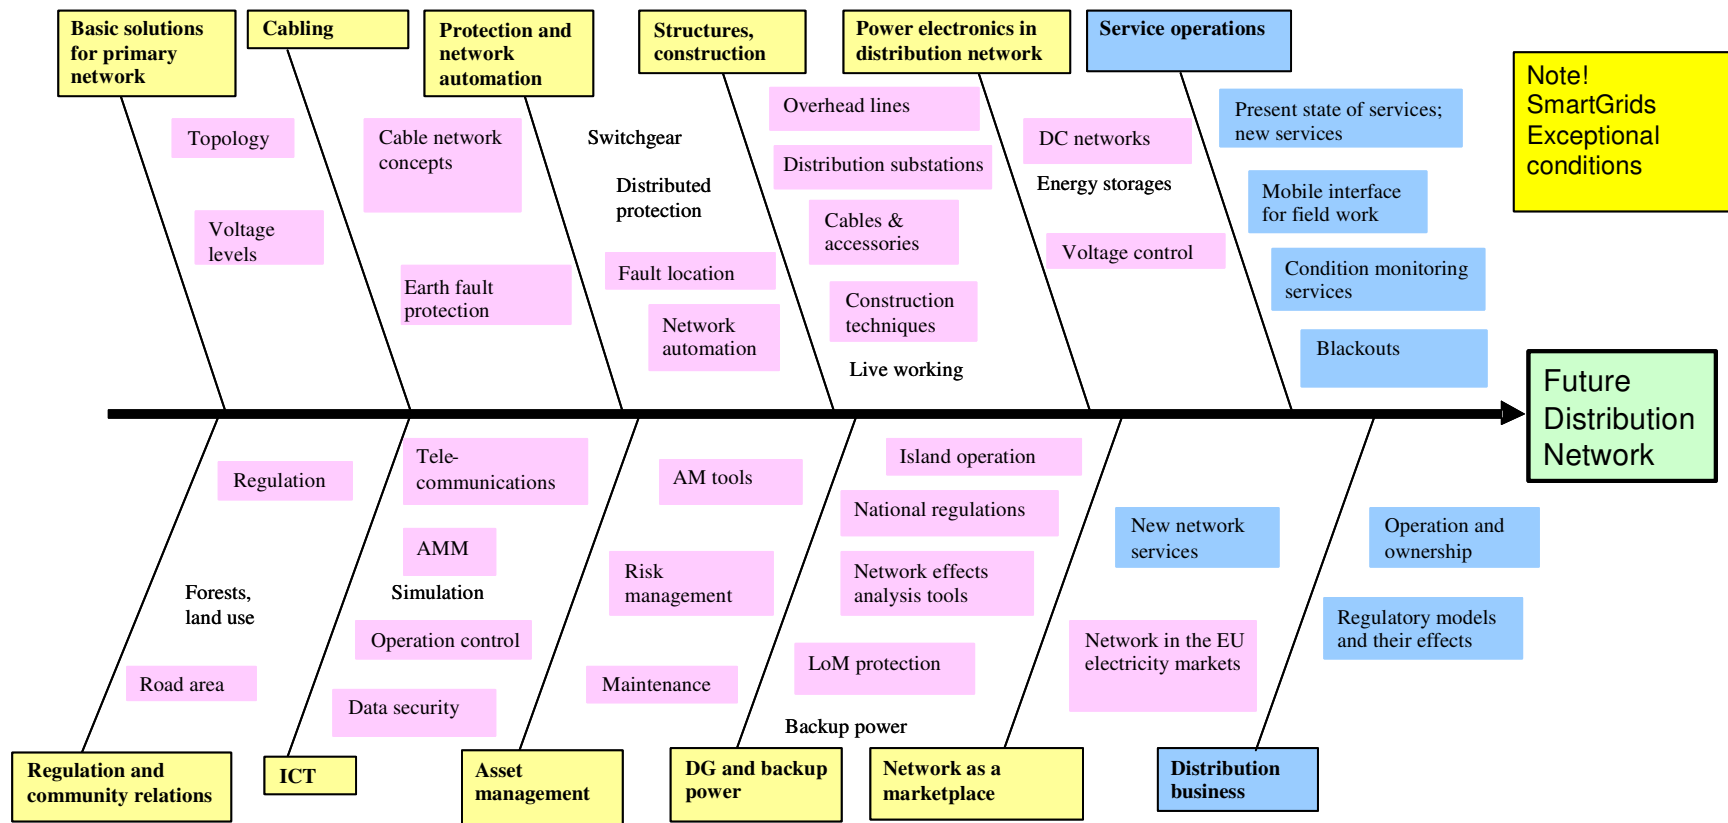 Basic solutions
for primary
network
Cabling
Protection and
network
automation
Structures,
construction
Power electronics in
distribution network
Service operations
Note!
SmartGrids
Exceptional
conditions
Topology
Voltage
levels
Cable network
concepts
Earth fault
protection
Switchgear
Distributed
protection
Fault location
Network
automation
Overhead lines
Distribution substations
Cables &
accessories
Construction
techniques
Live working
DC networks
Energy storages
Voltage control
Present state of services;
new services
Mobile interface
for field work
Condition monitoring
services
Blackouts
Future
Distribution
Network
Regulation
Forests,
land use
Road area
Tele-
communications
AMM
Simulation
Operation control
Data security
AM tools
Risk
management
Maintenance
Island operation
National regulations
Network effects
analysis tools
LoM protection
Backup power
New network
services
Network in the EU
electricity markets
Operation and
ownership
Regulatory models
and their effects
Regulation and
community relations
ICT
Asset
management
DG and backup
power
Network as a
marketplace
Distribution
business